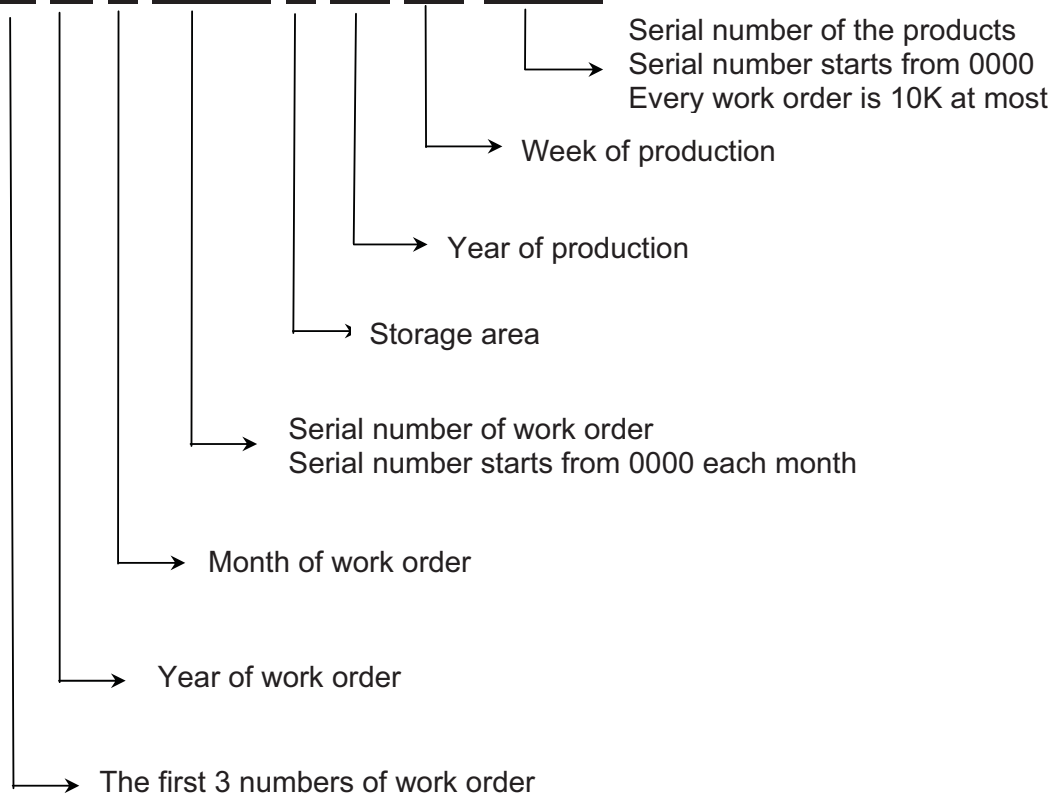 Serial number of the products
Serial number starts from 0000
Every work order is 10K at most
Week of production
Year of production
Storage area
Serial number of work order
Serial number starts from 0000 each month
Month of work order
Year of work order
The first 3 numbers of work order